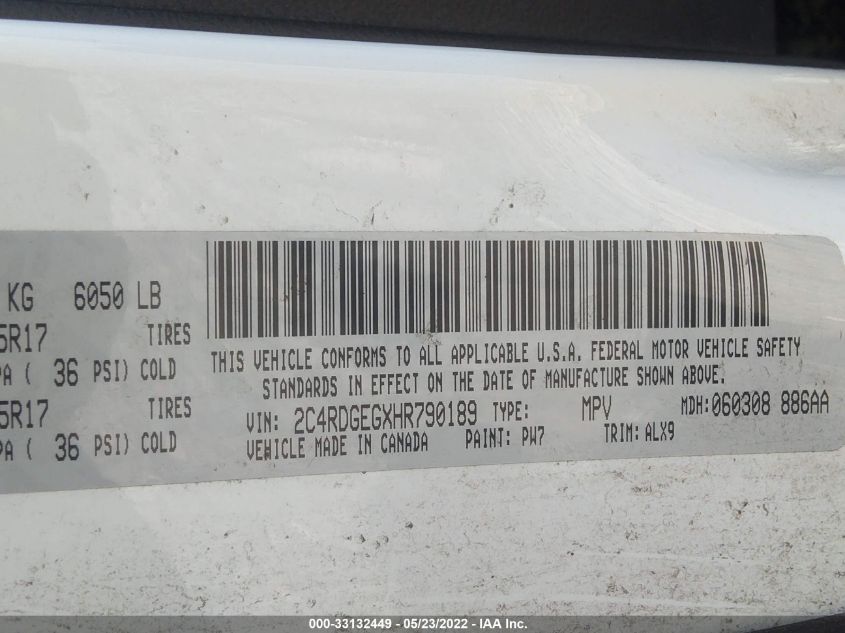 KG 6050 LB
5R17 TIRES
PA ( 36 PSI) COLD
5R17 TIRES
PA ( 36 PSI) COLD
THIS VEHICLE CONFORMS TO ALL APPLICABLE U.S.A. FEDERAL MOTOR VEHICLE SAFETY
STANDARDS IN EFFECT ON THE DATE OF MANUFACTURE SHOWN ABOVE.
VIN: 2C4RDGEGXHR790189 TYPE: MPV MDH: 060308 886AA
VEHICLE MADE IN CANADA PAINT: PW7 TRIM: ALX9
000-33132449 - 05/23/2022 - IAA Inc.